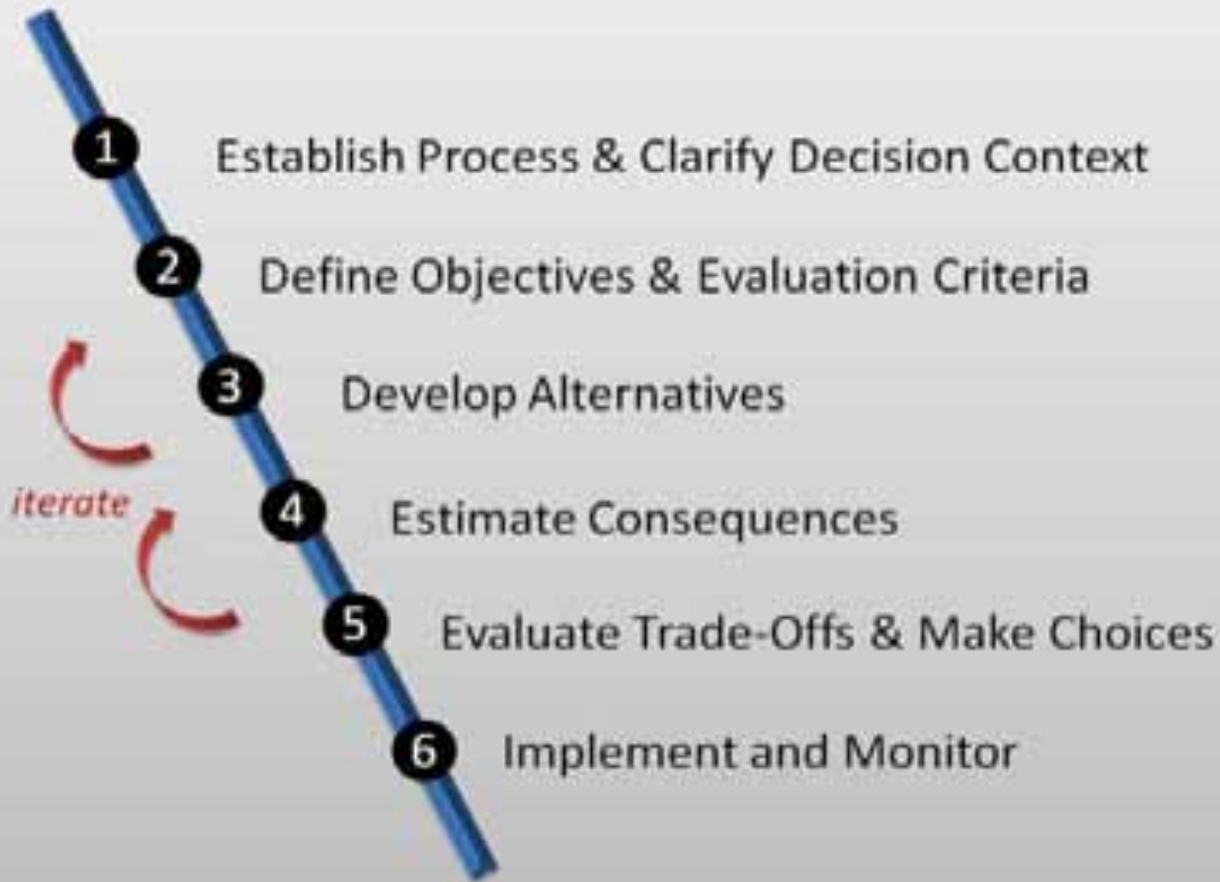 1 Establish Process & Clarify Decision Context
2 Define Objectives & Evaluation Criteria
3 Develop Alternatives
iterate
4 Estimate Consequences
5 Evaluate Trade-Offs & Make Choices
6 Implement and Monitor